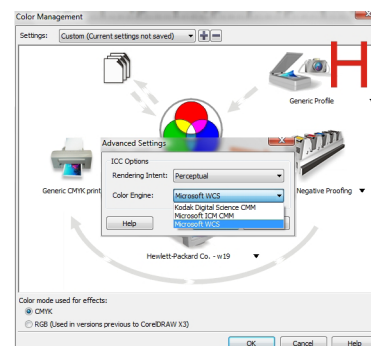 Color Management
Settings: Custom (Current settings not saved)
H
Generic Profile
Advanced Settings
ICC Options
Rendering Intent: Perceptual
Color Engine: Microsoft WCS
Kodak Digital Science CMM
Microsoft ICM CMM
Microsoft WCS
Help
Generic CMYK print
Negative Proofing
Hewlett-Packard Co. - w19
Color mode used for effects:
CMYK
RGB (Used in versions previous to CorelDRAW X3)
OK Cancel Help